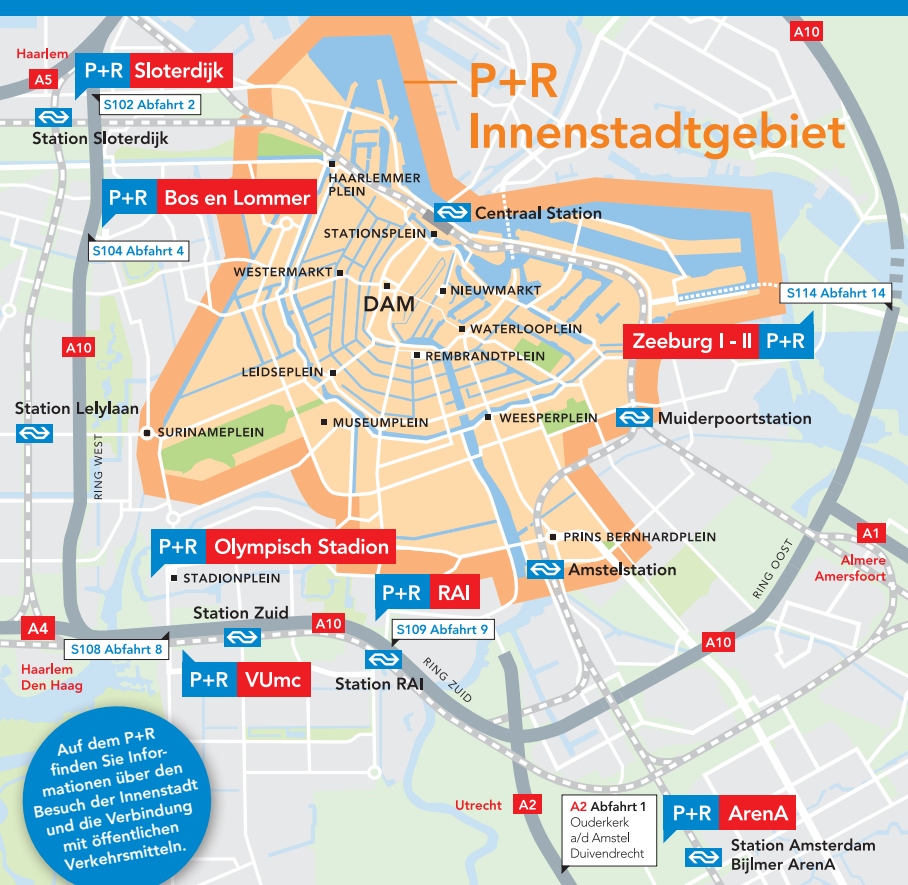 A10
Haarlem
A5
P+R Sloterdijk
S102 Abfahrt 2
Station Sloterdijk
P+R
Innenstadtgebiet
HAARLEMMER
PLEIN
P+R Bos en Lommer
Centraal Station
STATIONSPLEIN
S104 Abfahrt 4
WESTERMARKT
NIEUWMARKT
DAM
S114 Abfahrt 14
WATERLOOPLEIN
Zeeburg I - II P+R
A10
REMBRANDTPLEIN
LEIDSEPLEIN
Station Lelylaan
MUSEUMPLEIN
WEESPERPLEIN
Muiderpoortstation
SURINAMEPLEIN
RING WEST
P+R Olympisch Stadion
PRINS BERNHARDPLEIN
A1
Almere
Amersfoort
STADIONPLEIN
Amstelstation
RING OOST
P+R RAI
Station Zuid
A4
A10
S109 Abfahrt 9
S108 Abfahrt 8
A10
Haarlem
Den Haag
P+R VUmc
Station RAI
RING ZUID
Auf dem P+R
finden Sie Infor-
mationen über den
Besuch der Innenstadt
und die Verbindung
mit öffentlichen
Verkehrsmitteln.
Utrecht A2
A2 Abfahrt 1
Ouderkerk
a/d Amstel
Duivendrecht
P+R ArenA
Station Amsterdam
Bijlmer ArenA